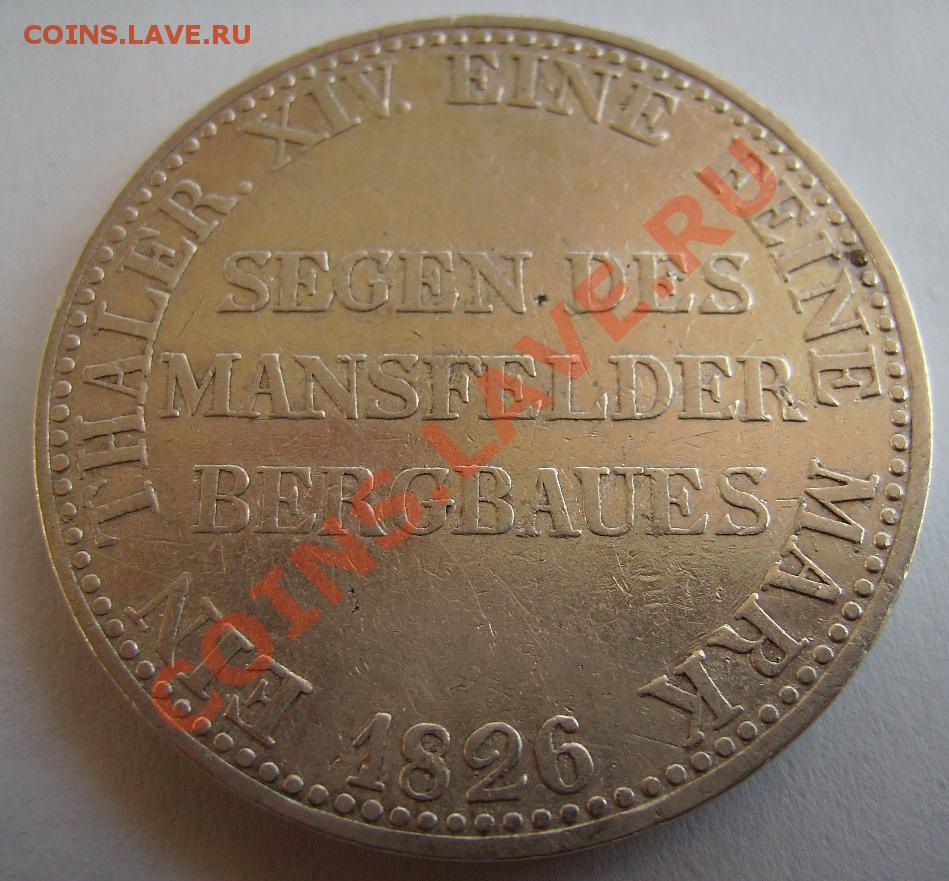 COINS.LAVE.RU
EIN THALER. XIV. EINE FEINE MARK
SEGEN DES
MANSFELDER
BERGBAUES
1826
COINS.LAVE.RU